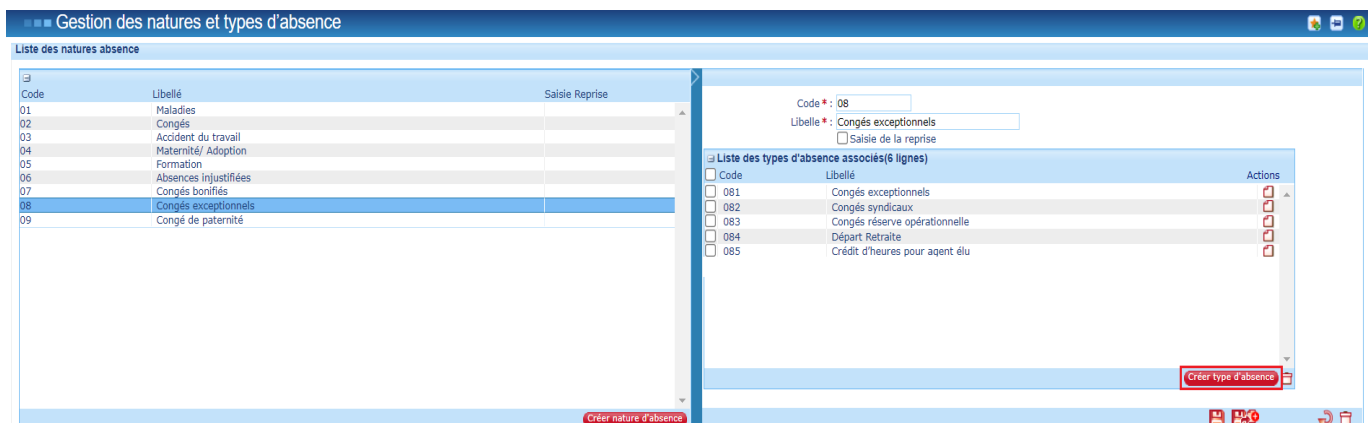 Gestion des natures et types d'absence
Liste des natures absence
Code Libellé Saisie Reprise
01 Maladies
02 Congés
03 Accident du travail
04 Maternité/ Adoption
05 Formation
06 Absences injustifiées
07 Congés bonifiés
08 Congés exceptionnels
09 Congé de paternité
Créer nature d'absence
Code * : 08
Libelle * : Congés exceptionnels
Saisie de la reprise
Liste des types d'absence associés(6 lignes)
Code Libellé Actions
081 Congés exceptionnels
082 Congés syndicaux
083 Congés réserve opérationnelle
084 Départ Retraite
085 Crédit d'heures pour agent élu
Créer type d'absence